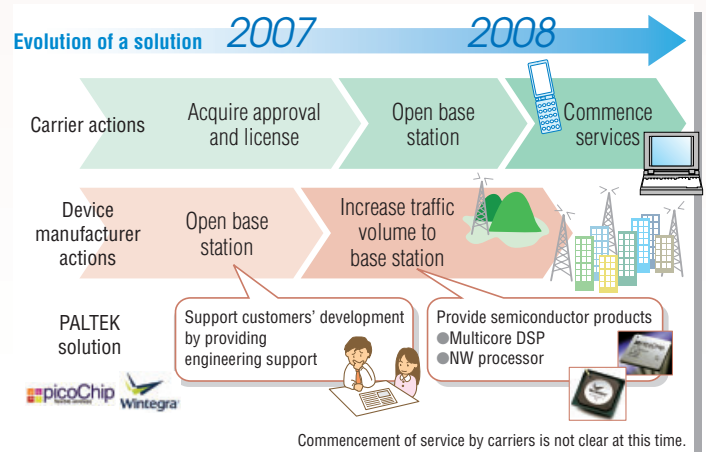 Evolution of a solution 2007 2008
Carrier actions
Acquire approval
and license
Open base
station
Commence
services
Device
manufacturer
actions
Open base
station
Increase traffic
volume to
base station
PALTEK
solution
Support customers' development
by providing
engineering support
Provide semiconductor products
●Multicore DSP
●NW processor
picoChip
Wintegra
Commencement of service by carriers is not clear at this time.